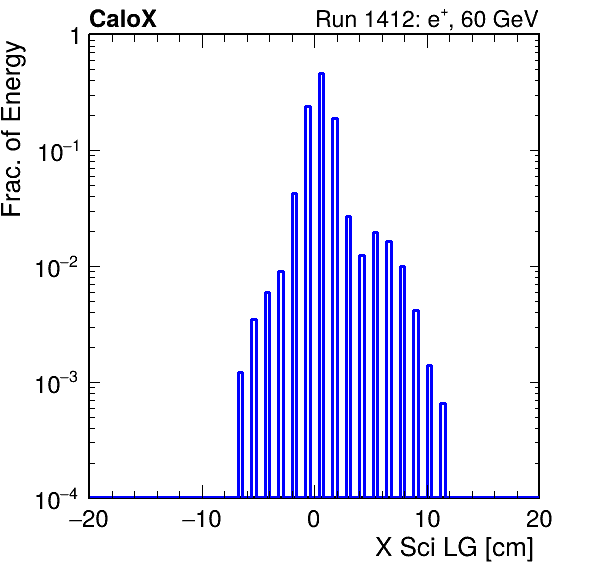 CaloX Run 1412: e⁺, 60 GeV
Frac. of Energy
1
10⁻¹
10⁻²
10⁻³
10⁻⁴
−20 −10 0 10 20
X Sci LG [cm]